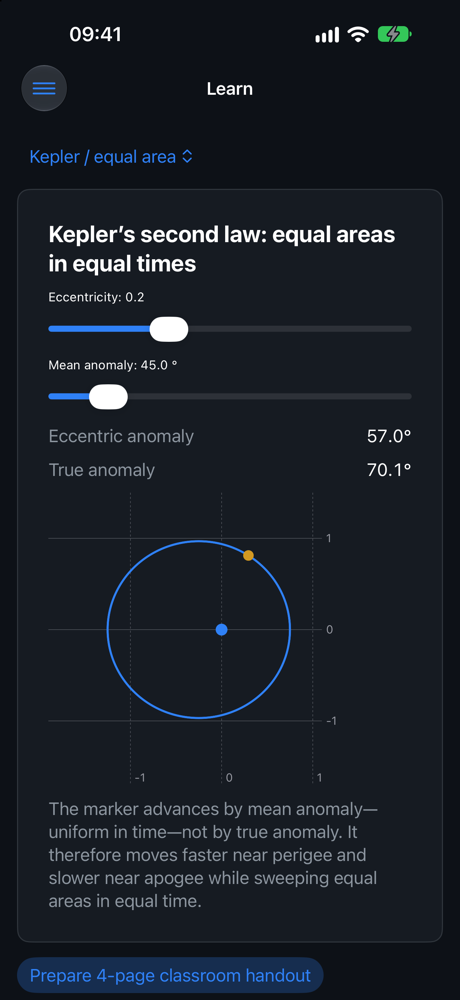 09:41
Learn
Kepler / equal area
Kepler’s second law: equal areas
in equal times
Eccentricity: 0.2
Mean anomaly: 45.0 °
Eccentric anomaly 57.0°
True anomaly 70.1°
1
0
-1
-1 0 1
The marker advances by mean anomaly—
uniform in time—not by true anomaly. It
therefore moves faster near perigee and
slower near apogee while sweeping equal
areas in equal time.
Prepare 4-page classroom handout